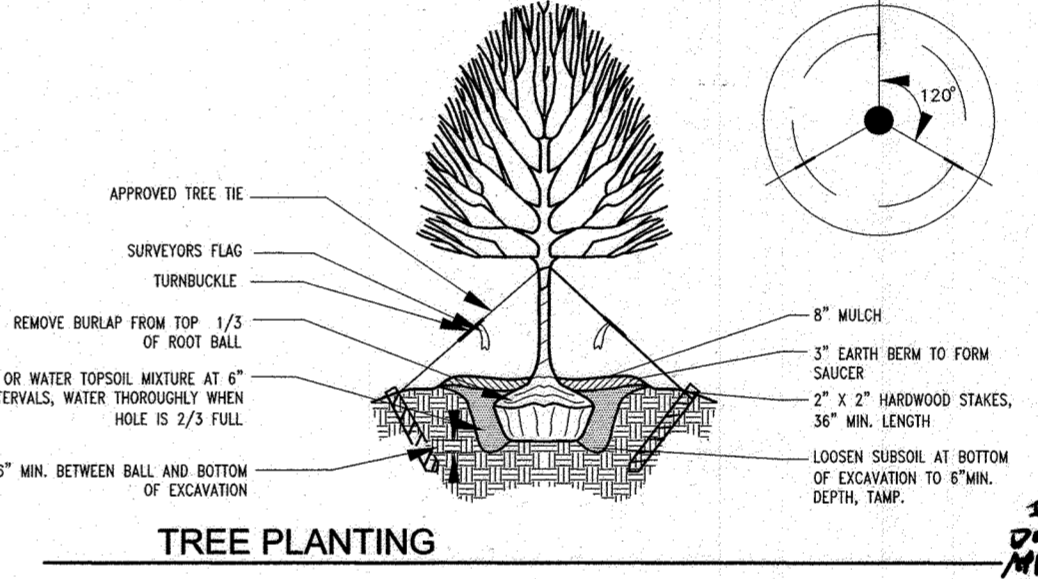 120°
APPROVED TREE TIE
SURVEYORS FLAG
TURNBUCKLE
REMOVE BURLAP FROM TOP 1/3
OF ROOT BALL
OR WATER TOPSOIL MIXTURE AT 6"
WATER THOROUGHLY WHEN
HOLE IS 2/3 FULL
6" MIN. BETWEEN BALL AND BOTTOM
OF EXCAVATION
8" MULCH
3" EARTH BERM TO FORM
SAUCER
2" X 2" HARDWOOD STAKES,
36" MIN. LENGTH
LOOSEN SUBSOIL AT BOTTOM
OF EXCAVATION TO 6"MIN.
DEPTH, TAMP.
TREE PLANTING